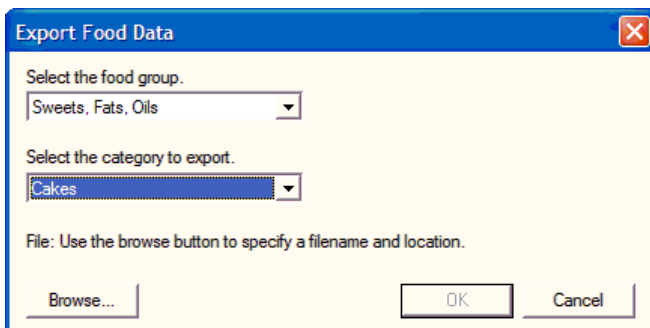 Export Food Data
Select the food group.
Sweets, Fats, Oils
Select the category to export.
Cakes
File: Use the browse button to specify a filename and location.
Browse... OK Cancel